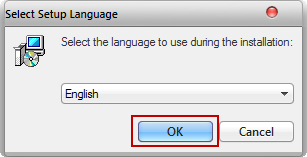 Select Setup Language
Select the language to use during the installation:
English
OK
Cancel